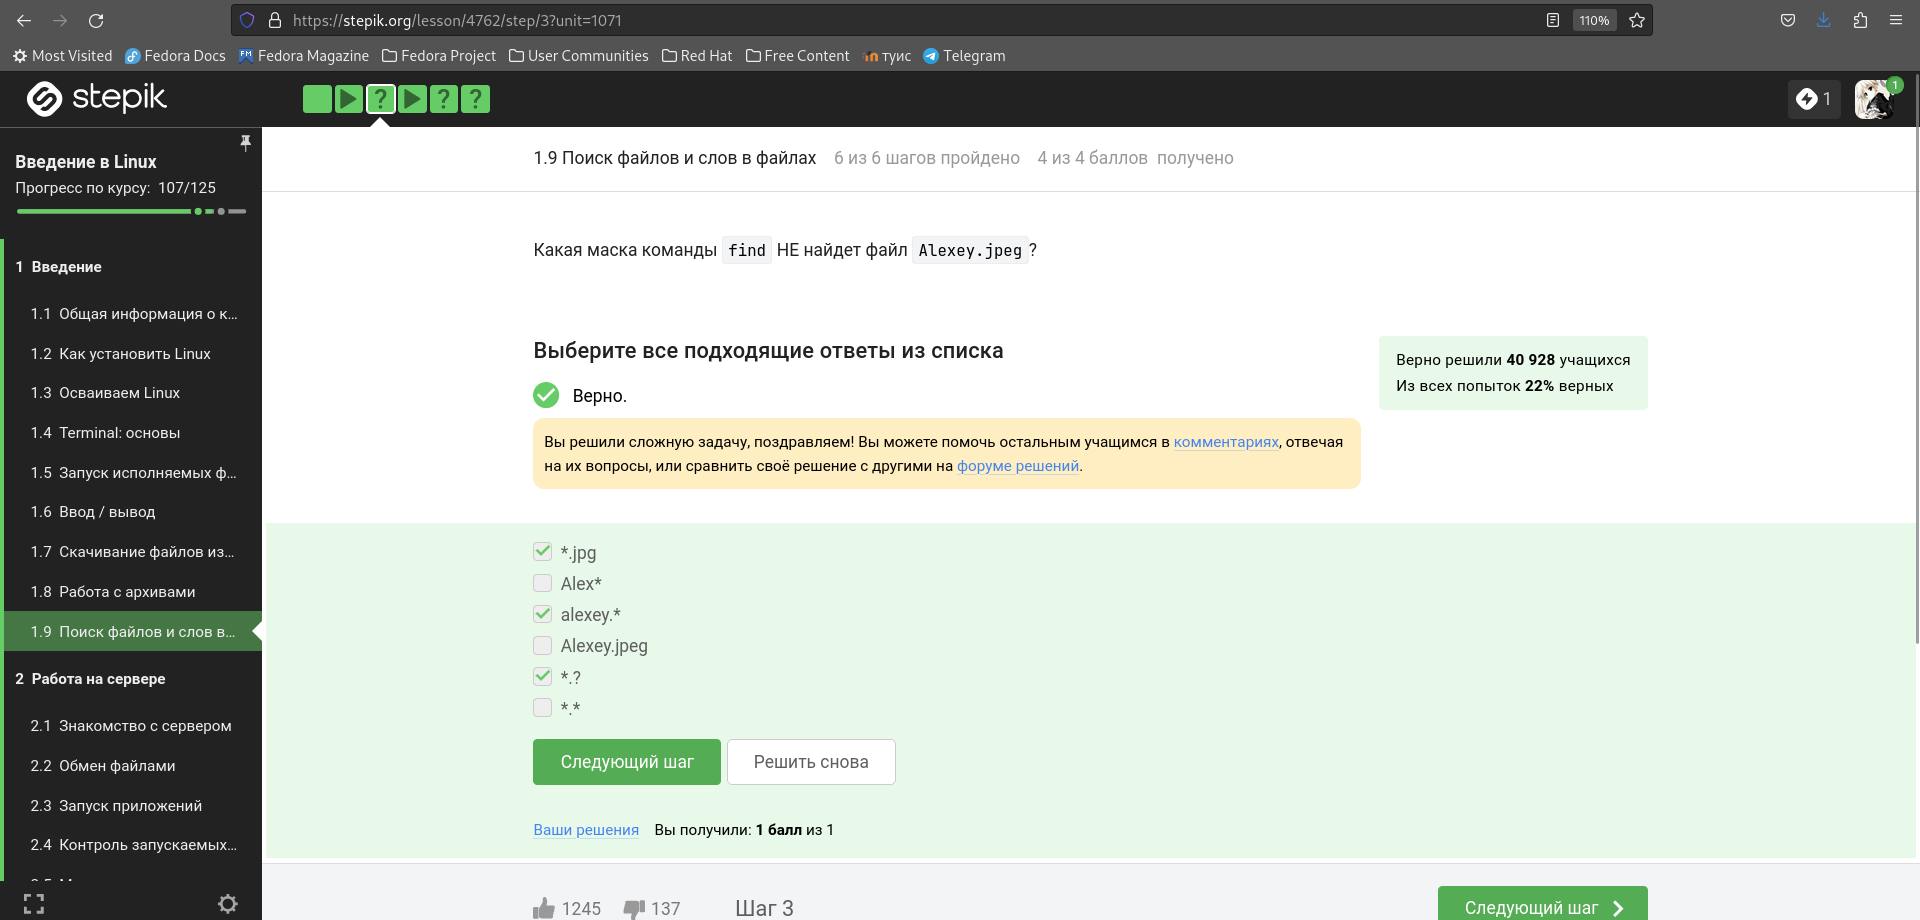 https://stepik.org/lesson/4762/step/3?unit=1071
110%
Most Visited Fedora Docs Fedora Magazine Fedora Project User Communities Red Hat Free Content туис Telegram
stepik
? ? ?
1
1
Введение в Linux
Прогресс по курсу: 107/125
1 Введение
1.1 Общая информация о к...
1.2 Как установить Linux
1.3 Осваиваем Linux
1.4 Terminal: основы
1.5 Запуск исполняемых ф...
1.6 Ввод / вывод
1.7 Скачивание файлов из...
1.8 Работа с архивами
1.9 Поиск файлов и слов в...
2 Работа на сервере
2.1 Знакомство с сервером
2.2 Обмен файлами
2.3 Запуск приложений
2.4 Контроль запускаемых...
1.9 Поиск файлов и слов в файлах 6 из 6 шагов пройдено 4 из 4 баллов получено
Какая маска команды find НЕ найдет файл Alexey.jpeg?
Выберите все подходящие ответы из списка
Верно.
Вы решили сложную задачу, поздравляем! Вы можете помочь остальным учащимся в комментариях, отвечая
на их вопросы, или сравнить своё решение с другими на форуме решений.
Верно решили 40 928 учащихся
Из всех попыток 22% верных
*.jpg
Alex*
alexey.*
Alexey.jpeg
*.?
*.*
Следующий шаг Решить снова
Ваши решения Вы получили: 1 балл из 1
1245 137 Шаг 3 Следующий шаг